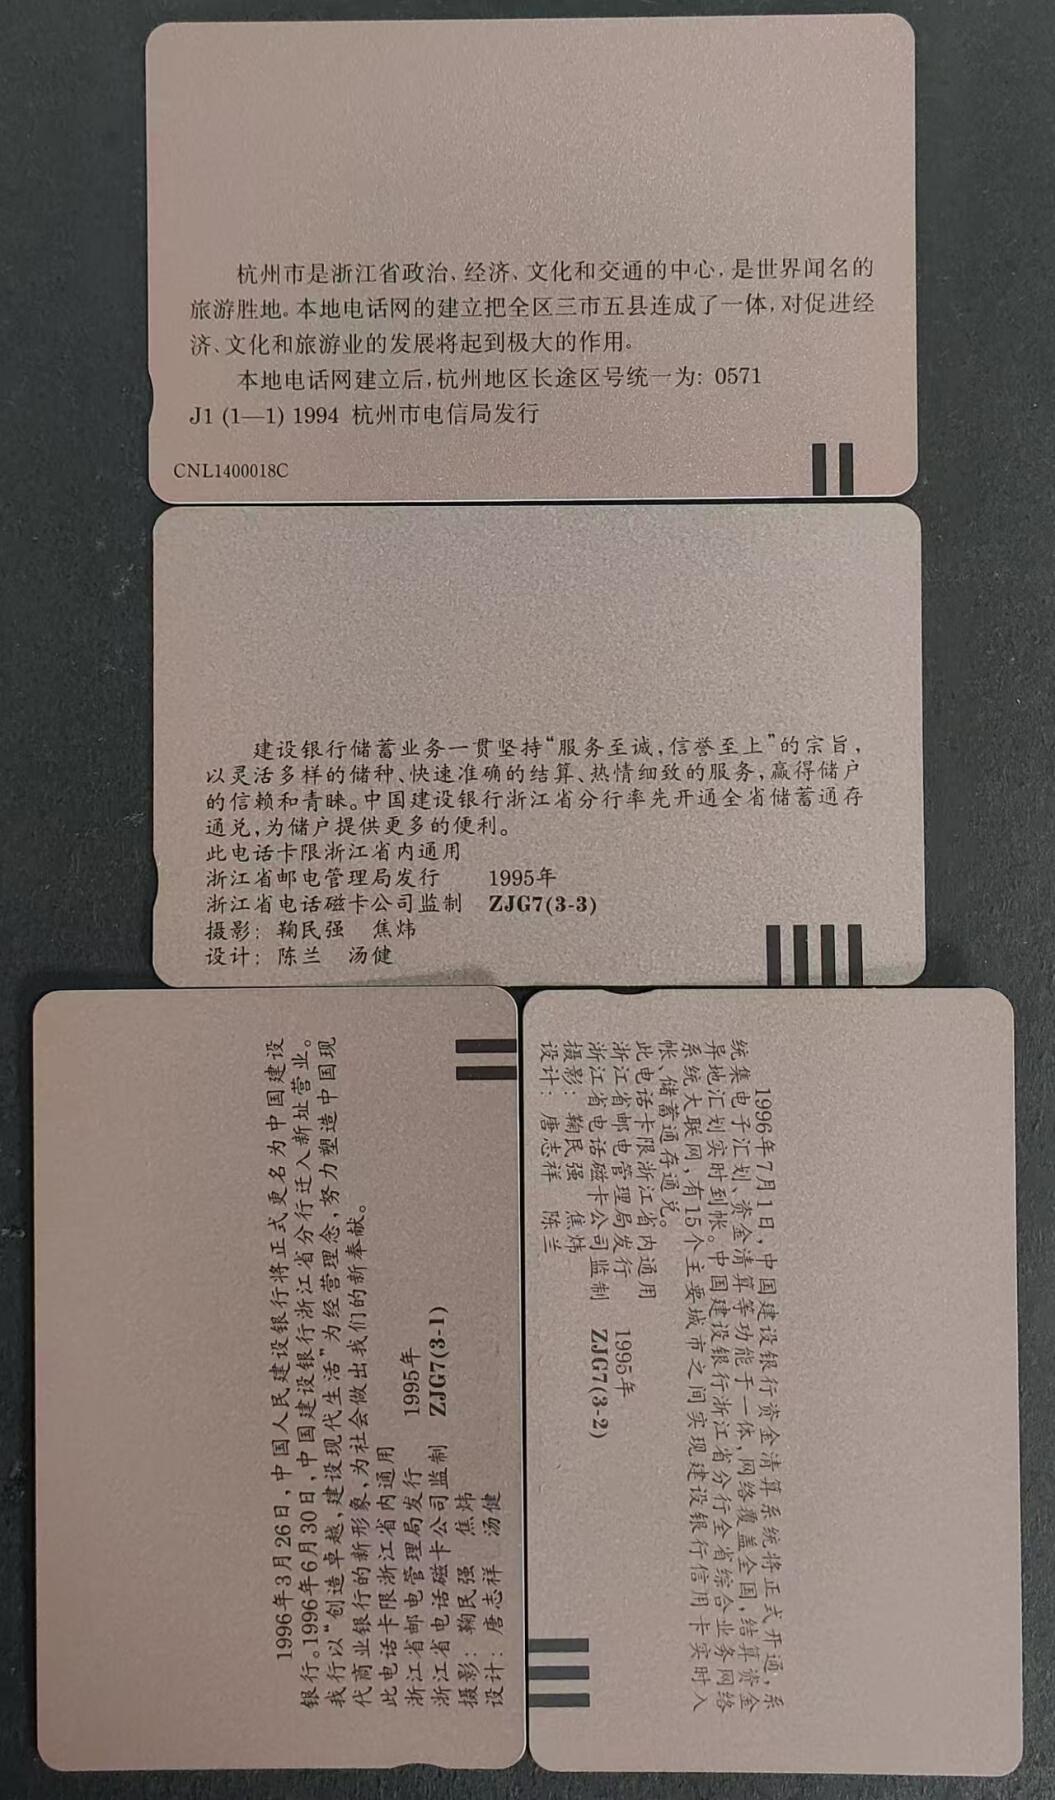 杭州市是浙江省政治、经济、文化和交通的中心，是世界闻名的
旅游胜地。本地电话网的建立把全区三市五县连成了一体，对促进经
济、文化和旅游业的发展将起到极大的作用。
本地电话网建立后，杭州地区长途区号统一为: 0571
J1 (1—1) 1994 杭州市电信局发行
CNL1400018C
建设银行储蓄业务一贯坚持“服务至诚，信誉至上”的宗旨，
以灵活多样的储种、快速准确的结算、热情细致的服务，赢得储户
的信赖和青睐。中国建设银行浙江省分行率先开通全省储蓄通存
通兑，为储户提供更多的便利。
此电话卡限浙江省内通用
浙江省邮电管理局发行 1995年
浙江省电话磁卡公司监制 ZJG7(3-3)
摄影: 鞠民强 焦炜
设计: 陈兰 汤健
1996年3月26日，中国人民建设银行将正式更名为中国建设
银行。1996年6月30日，中国建设银行浙江省分行迁入新址营业。
我行以“创造卓越，建设现代生活”为经营理念，努力塑造中国现
代商业银行的新形象，为社会做出我们的新奉献。
此电话卡限浙江省内通用
浙江省邮电管理局发行 1995年
浙江省电话磁卡公司监制 ZJG7(3-1)
摄影: 鞠民强 焦炜
设计: 唐志祥 汤健
1996年7月1日，中国建设银行资金清算系统将正式开通，系
统集电子汇划、资金清算等功能于一体，网络覆盖全国，结算资金
异地汇划实时到帐。中国建设银行浙江省分行全省综合业务网络
系统大联网，有15个主要城市之间实现建设银行信用卡实时入
帐、储蓄通存通兑。
此电话卡限浙江省内通用
浙江省邮电管理局发行 1995年
浙江省电话磁卡公司监制 ZJG7(3-2)
摄影: 鞠民强 焦炜
设计: 唐志祥 陈兰